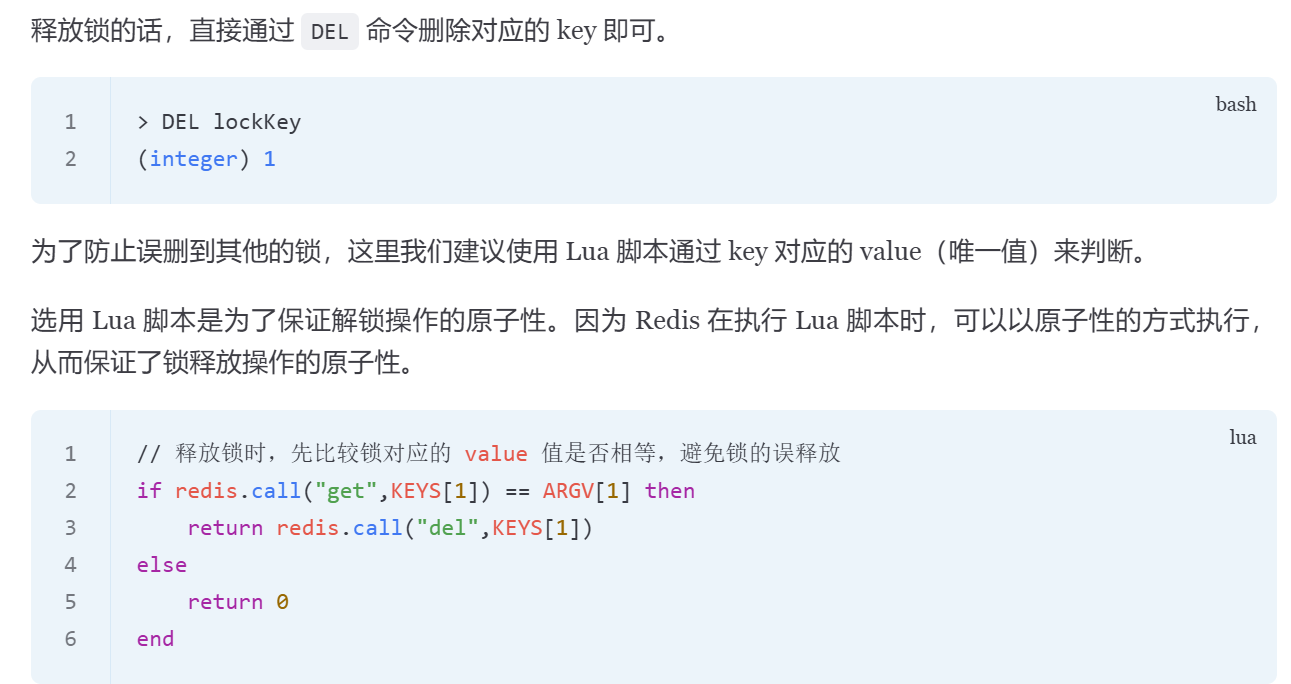 释放锁的话，直接通过 DEL 命令删除对应的 key 即可。
bash
1 > DEL lockKey
2 (integer) 1
为了防止误删到其他的锁，这里我们建议使用 Lua 脚本通过 key 对应的 value（唯一值）来判断。
选用 Lua 脚本是为了保证解锁操作的原子性。因为 Redis 在执行 Lua 脚本时，可以以原子性的方式执行，
从而保证了锁释放操作的原子性。
lua
1 // 释放锁时，先比较锁对应的 value 值是否相等，避免锁的误释放
2 if redis.call("get",KEYS[1]) == ARGV[1] then
3     return redis.call("del",KEYS[1])
4 else
5     return 0
6 end